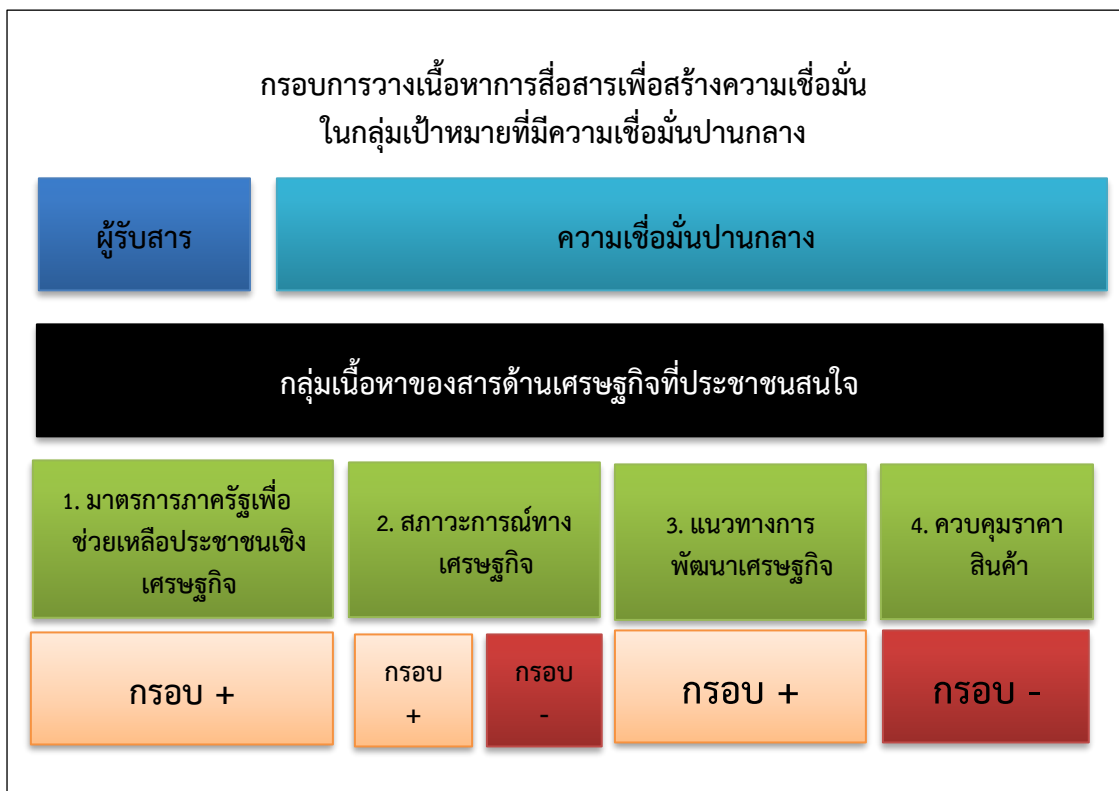 กรอบการวางเนื้อหาการสื่อสารเพื่อสร้างความเชื่อมั่น
ในกลุ่มเป้าหมายที่มีความเชื่อมั่นปานกลาง
ผู้รับสาร
ความเชื่อมั่นปานกลาง
กลุ่มเนื้อหาของสารด้านเศรษฐกิจที่ประชาชนสนใจ
1. มาตรการภาครัฐเพื่อ
ช่วยเหลือประชาชนเชิง
เศรษฐกิจ
2. สภาวะการณ์ทาง
เศรษฐกิจ
3. แนวทางการ
พัฒนาเศรษฐกิจ
4. ควบคุมราคา
สินค้า
กรอบ +
กรอบ
+
กรอบ
-
กรอบ +
กรอบ -